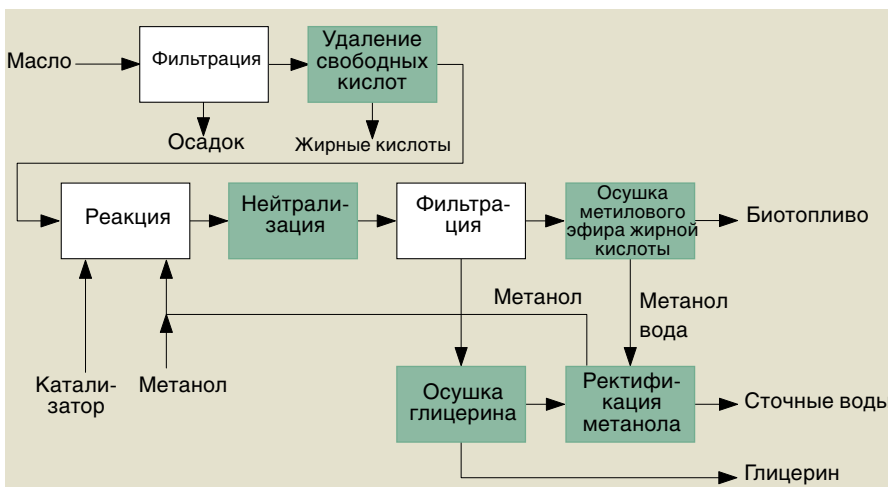 Масло
Фильтрация
Удаление
свободных
кислот
Осадок
Жирные кислоты
Реакция
Нейтрали-
зация
Фильтра-
ция
Осушка
метилового
эфира жирной
кислоты
Биотопливо
Метанол
Метанол
вода
Катали-
затор
Метанол
Осушка
глицерина
Ректифи-
кация
метанола
Сточные воды
Глицерин